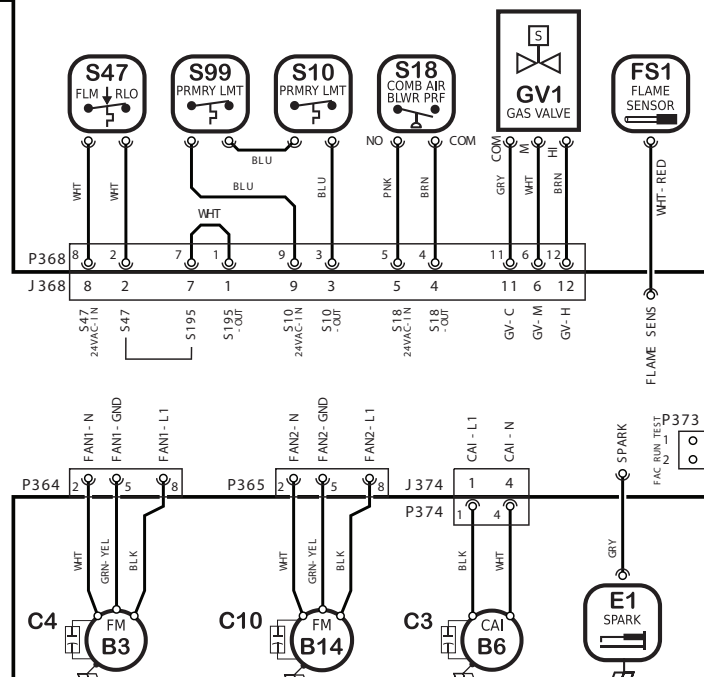 S
S47
S99
S10
S18
GV1
FS1
FLM RLO
PRMRY LMT
PRMRY LMT
COMB AIR
BLWR PRF
GAS VALVE
FLAME
SENSOR
NO
COM
COM
M
HI
BLU
WHT
WHT
BLU
BLU
PNK
BRN
GRY
WHT
BRN
WHT-RED
WHT
P368
8
2
7
1
9
3
5
4
11
6
12
J368
8
2
7
1
9
3
5
4
11
6
12
S47
24VAC-IN
S47
S195
S195
-OUT
S10
24VAC-IN
S10
-OUT
S18
24VAC-IN
S18
-OUT
GV-C
GV-M
GV-H
FLAME SENS
FAN1-N
FAN1-GND
FAN1-L1
FAN2-N
FAN2-GND
FAN2-L1
CAI-L1
CAI-N
SPARK
FAC RUN TEST
P373
1
2
P364
2
5
8
P365
2
5
8
J374
1
4
P374
1
4
WHT
GRN-YEL
BLK
WHT
GRN-YEL
BLK
BLK
WHT
GRY
C4
FM
B3
C10
FM
B14
C3
CAI
B6
E1
SPARK